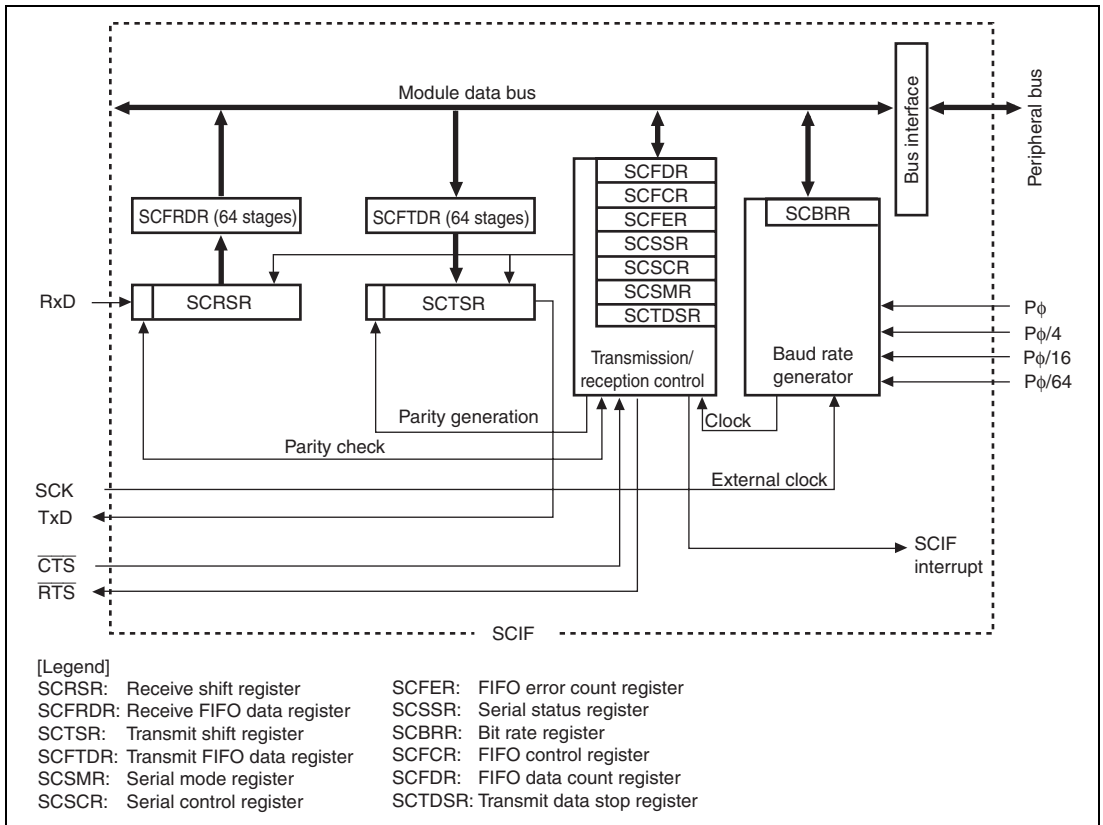 Module data bus
Bus interface
Peripheral bus
SCFRDR (64 stages)
SCFTDR (64 stages)
SCFDR
SCFCR
SCFER
SCSSR
SCSCR
SCSMR
SCTDSR
SCBRR
RxD
SCRSR
SCTSR
Transmission/
reception control
Baud rate
generator
Pϕ
Pϕ/4
Pϕ/16
Pϕ/64
Parity generation
Clock
Parity check
SCK
External clock
TxD
CTS
SCIF
interrupt
RTS
SCIF
[Legend]
SCRSR: Receive shift register
SCFRDR: Receive FIFO data register
SCTSR: Transmit shift register
SCFTDR: Transmit FIFO data register
SCSMR: Serial mode register
SCSCR: Serial control register
SCFER: FIFO error count register
SCSSR: Serial status register
SCBRR: Bit rate register
SCFCR: FIFO control register
SCFDR: FIFO data count register
SCTDSR: Transmit data stop register